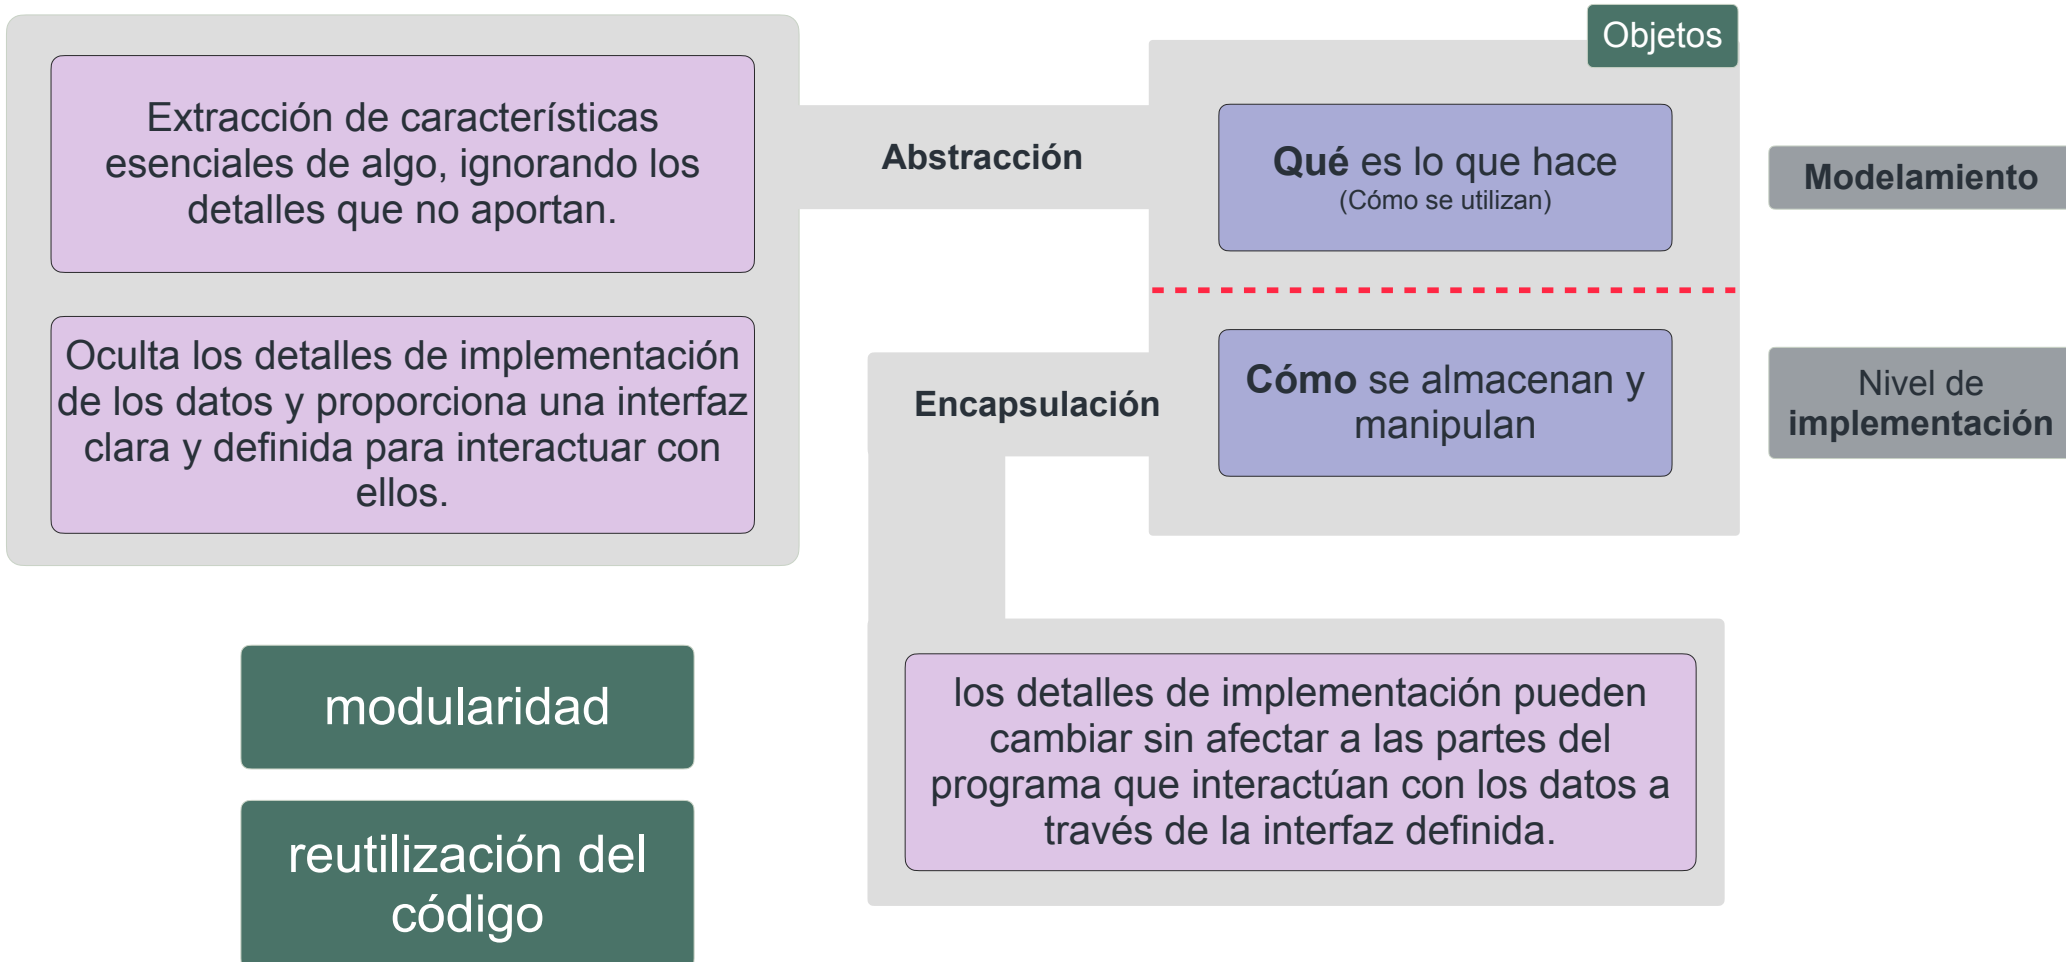 Objetos
Extracción de características
esenciales de algo, ignorando los
detalles que no aportan.
Abstracción
Qué es lo que hace
(Cómo se utilizan)
Modelamiento
Oculta los detalles de implementación
de los datos y proporciona una interfaz
clara y definida para interactuar con
ellos.
Encapsulación
Cómo se almacenan y
manipulan
Nivel de
implementación
modularidad
reutilización del
código
los detalles de implementación pueden
cambiar sin afectar a las partes del
programa que interactúan con los datos a
través de la interfaz definida.